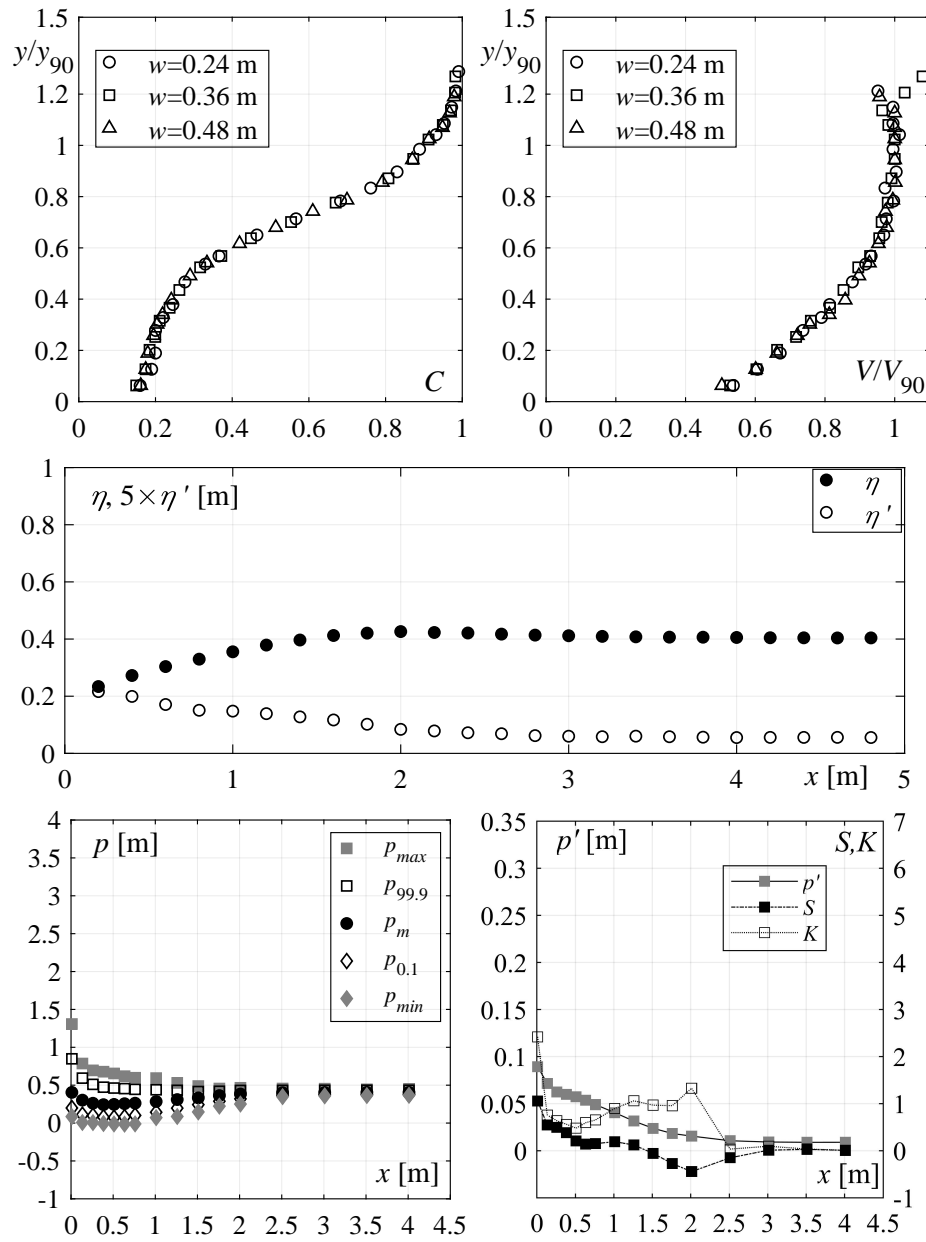 1.5
y/y90
1.2
1
0.8
0.6
0.4
0.2
0
w=0.24 m
w=0.36 m
w=0.48 m
C
0.2 0.4 0.6 0.8 1
1.5
y/y90
1.2
1
0.8
0.6
0.4
0.2
0
w=0.24 m
w=0.36 m
w=0.48 m
V/V90
0 0.2 0.4 0.6 0.8 1
1
0.8
0.6
0.4
0.2
0
η, 5×η ' [m]
η
η '
0 1 2 3 4 x [m] 5
4
3.5
3
2.5
2
1.5
1
0.5
0
-0.5
-1
p [m]
pmax
p99.9
pm
p0.1
pmin
x [m]
0 0.5 1 1.5 2 2.5 3 3.5 4 4.5
0.35
0.3
0.25
0.2
0.15
0.1
0.05
0
p' [m]
S,K
p'
S
K
7
6
5
4
3
2
1
0
-1
x [m]
0 0.5 1 1.5 2 2.5 3 3.5 4 4.5